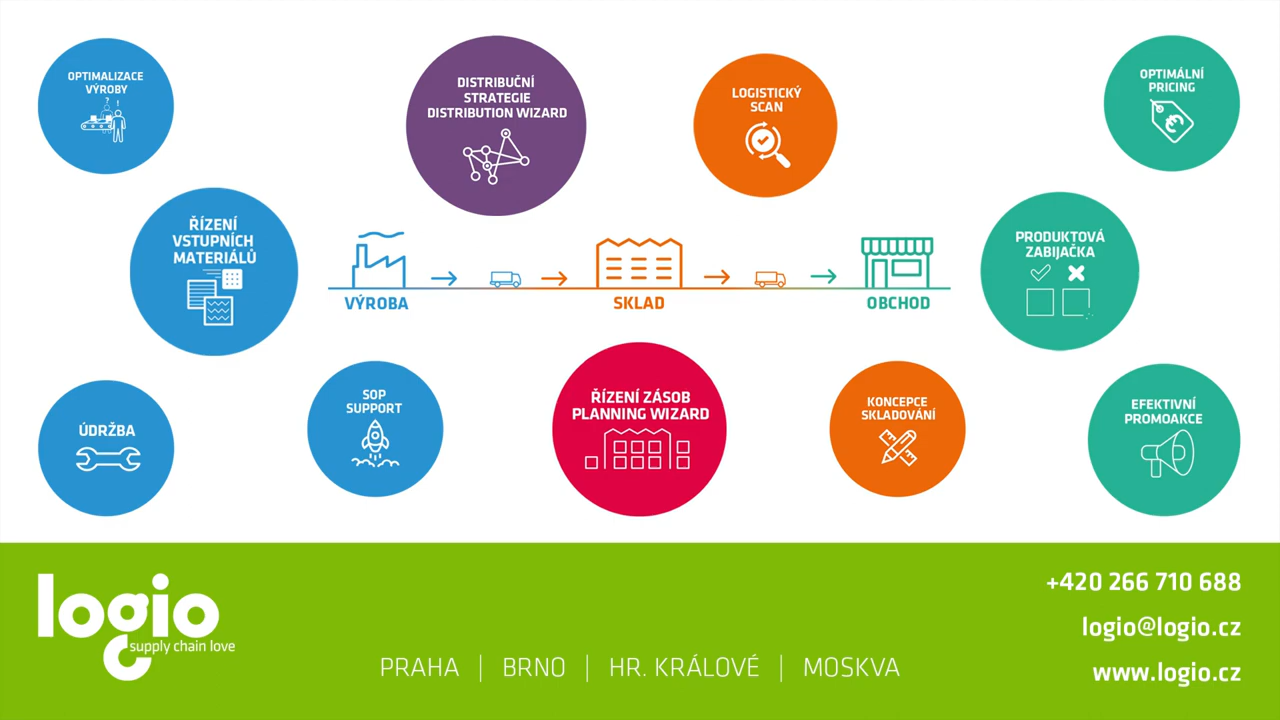 OPTIMALIZACE
VÝROBY
DISTRIBUČNÍ
STRATEGIE
DISTRIBUTION WIZARD
LOGISTICKÝ
SCAN
OPTIMÁLNÍ
PRICING
ŘÍZENÍ
VSTUPNÍCH
MATERIÁLŮ
PRODUKTOVÁ
ZABIJAČKA
VÝROBA
SKLAD
OBCHOD
ÚDRŽBA
SOP
SUPPORT
ŘÍZENÍ ZÁSOB
PLANNING WIZARD
KONCEPCE
SKLADOVÁNÍ
EFEKTIVNÍ
PROMOAKCE
logio
supply chain love
PRAHA | BRNO | HR. KRÁLOVÉ | MOSKVA
+420 266 710 688
logio@logio.cz
www.logio.cz